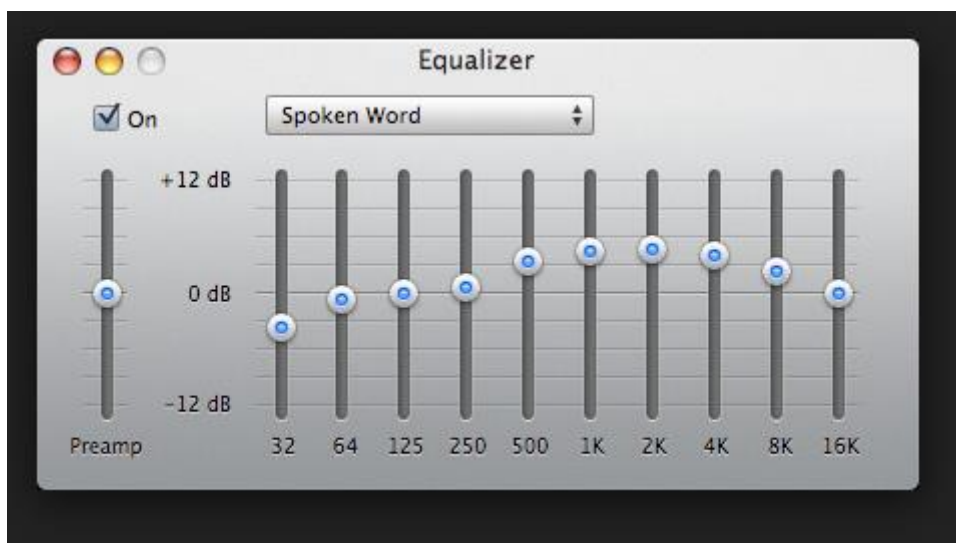 Equalizer
On
Spoken Word
+12 dB
0 dB
-12 dB
Preamp 32 64 125 250 500 1K 2K 4K 8K 16K